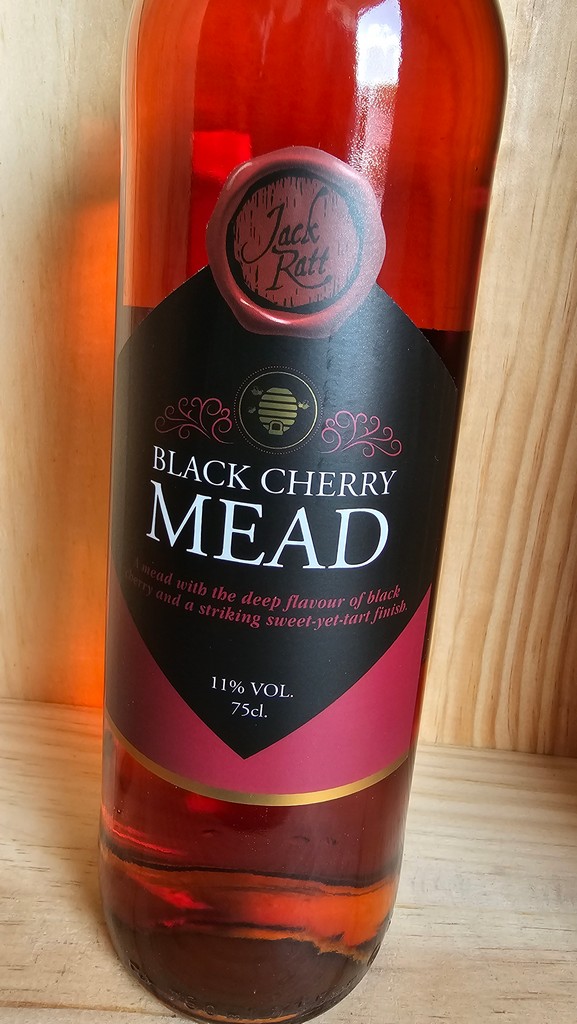 Jack
Ratt
BLACK CHERRY
MEAD
A mead with the deep flavour of black
cherry and a striking sweet-yet-tart finish.
11% VOL.
75cl.